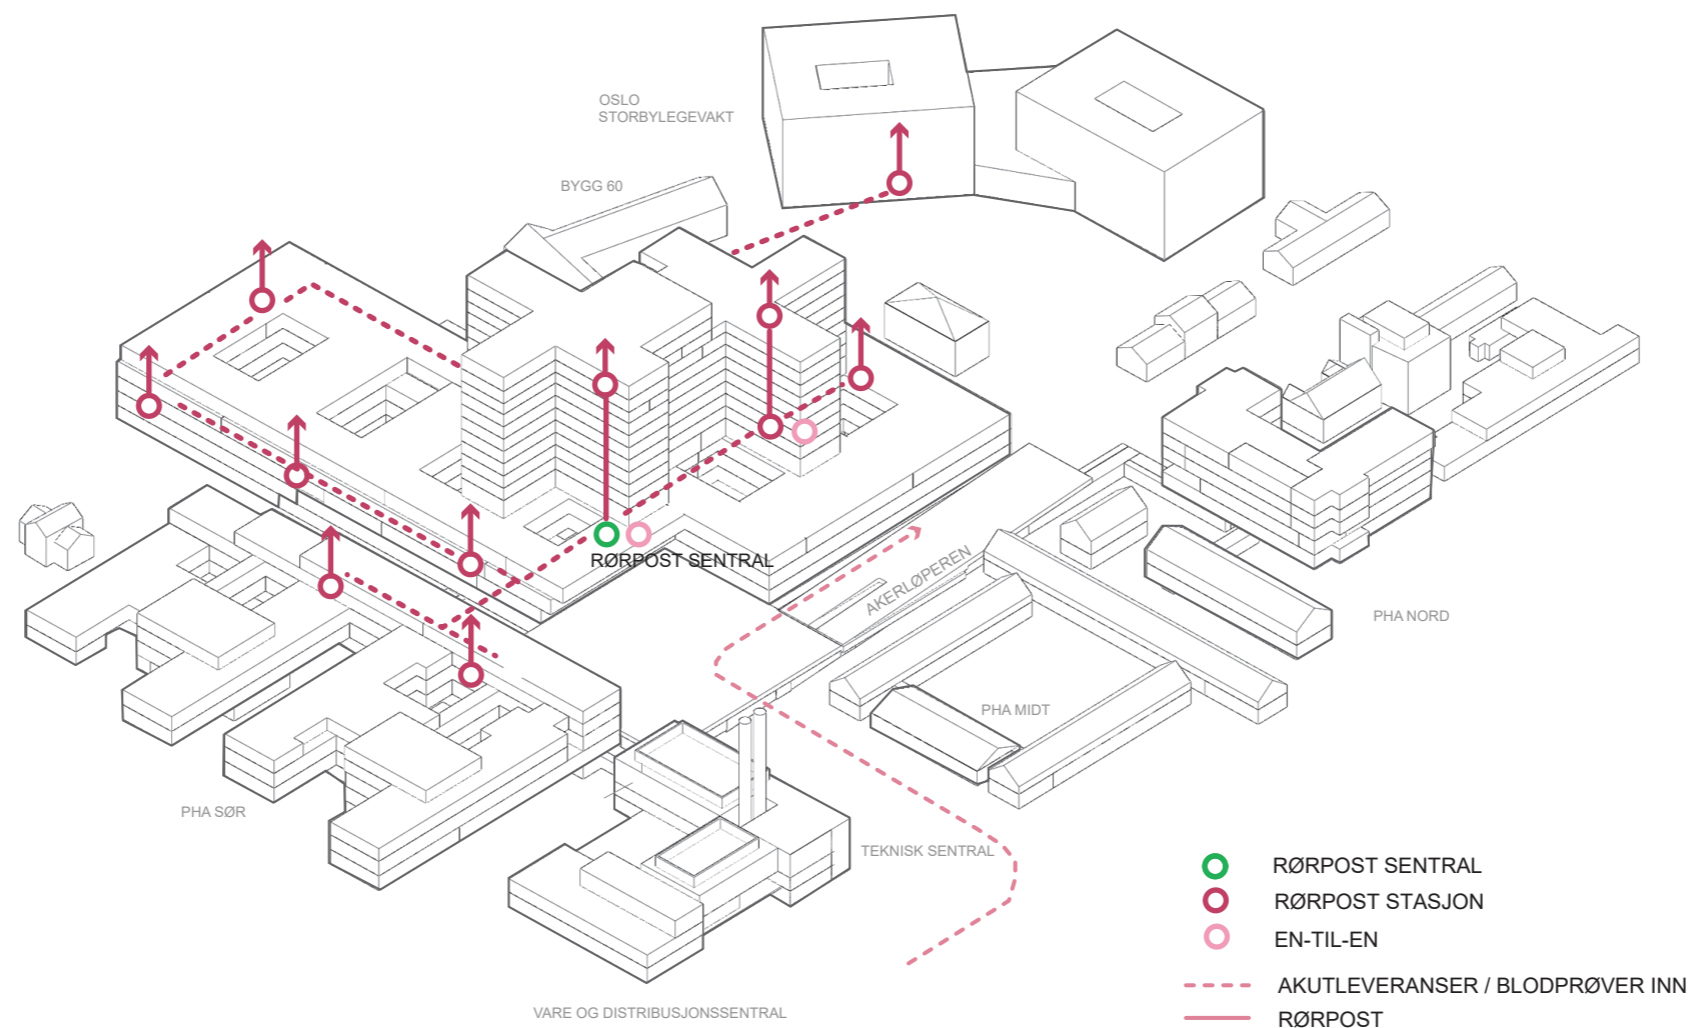 OSLO
STORBYLEGEVAKT
BYGG 60
RØRPOST SENTRAL
AKERLØPEREN
PHA NORD
PHA MIDT
PHA SØR
TEKNISK SENTRAL
VARE OG DISTRIBUSJONSSENTRAL
RØRPOST SENTRAL
RØRPOST STASJON
EN-TIL-EN
AKUTLEVERANSER / BLODPRØVER INN
RØRPOST